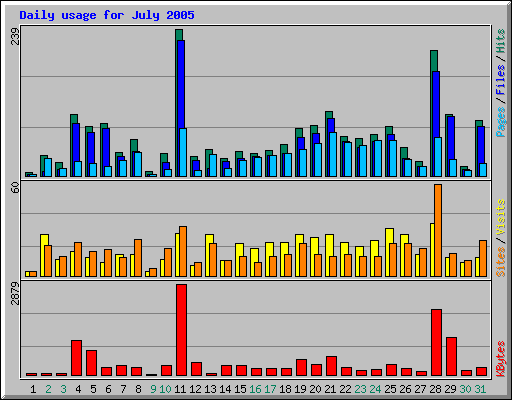 Daily usage for July 2005
239
Pages / Files / Hits
60
Sites / Visits
2879
KBytes
1 2 3 4 5 6 7 8 9 10 11 12 13 14 15 16 17 18 19 20 21 22 23 24 25 26 27 28 29 30 31